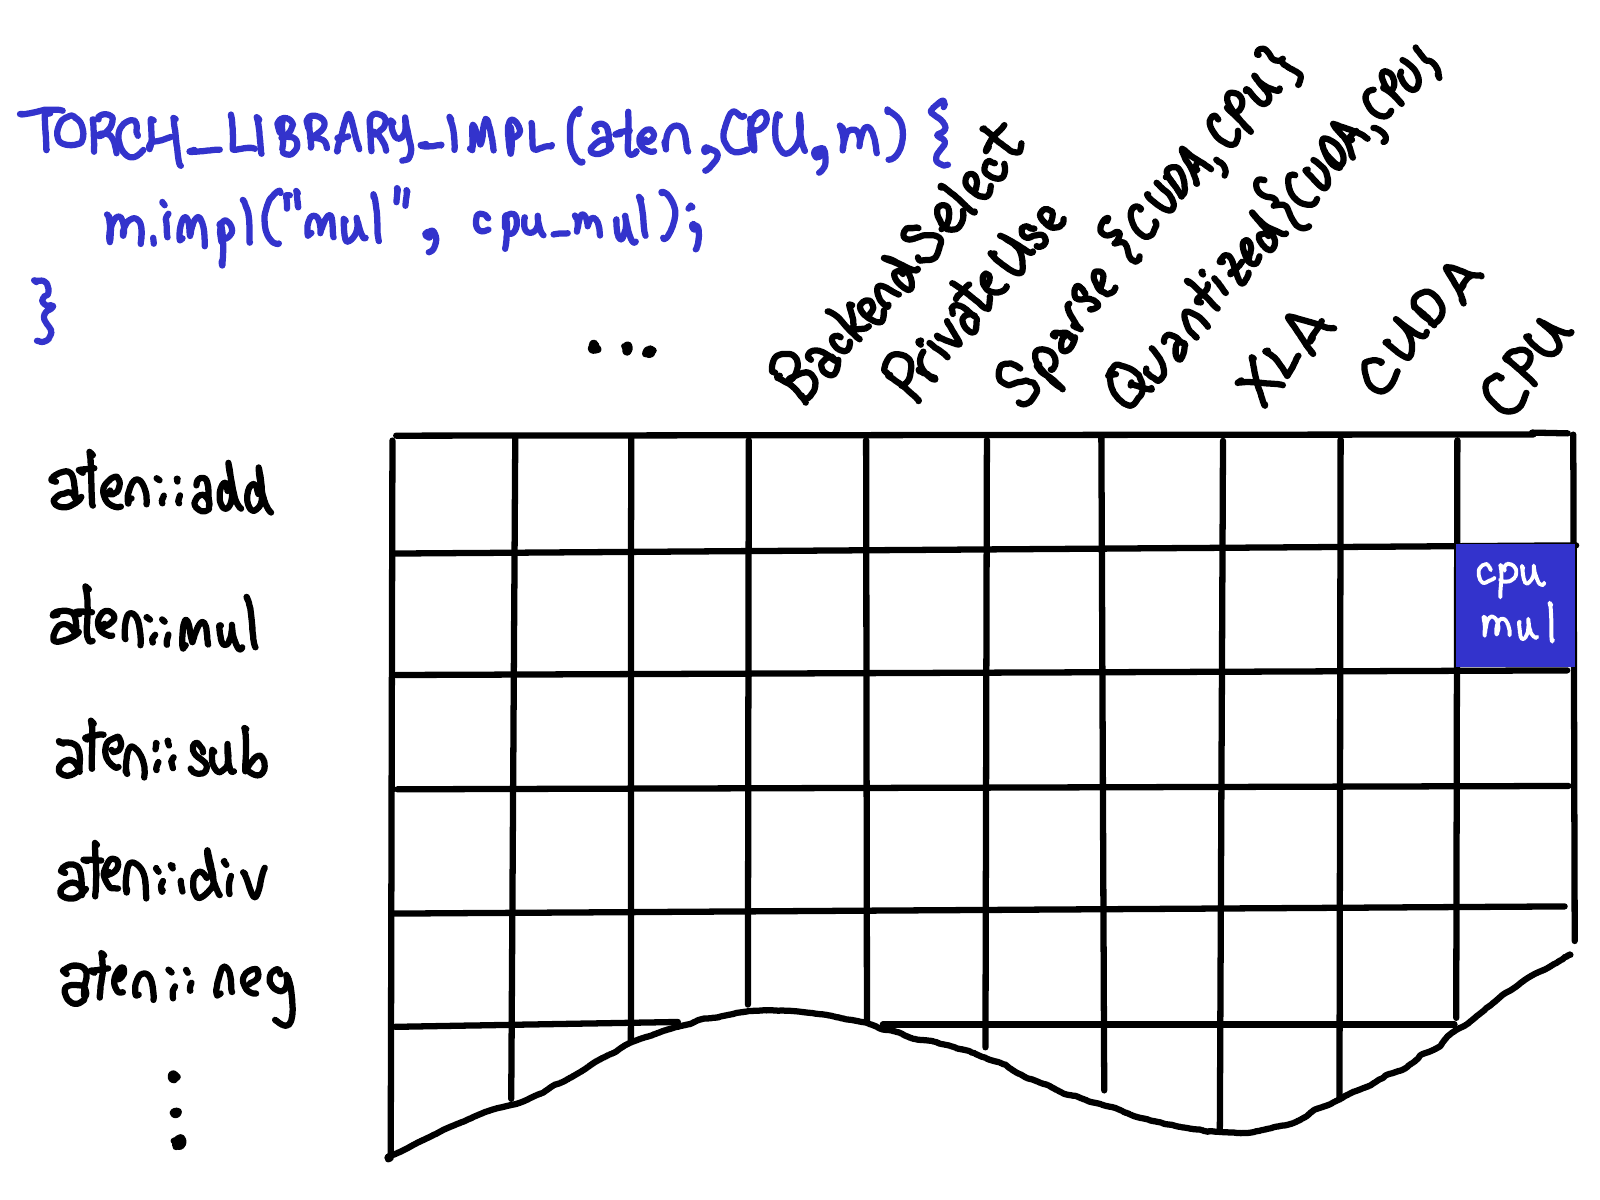 TORCH_LIBRARY_IMPL(aten,CPU,m) {
m.impl("mul", cpu_mul);
}
...
BackendSelect
PrivateUse
Sparse {CUDA,CPU}
Quantized{CUDA,CPU,
XLA
CUDA
CPU
aten::add
aten::mul
cpu
mul
aten::sub
aten::div
aten::neg
⋮